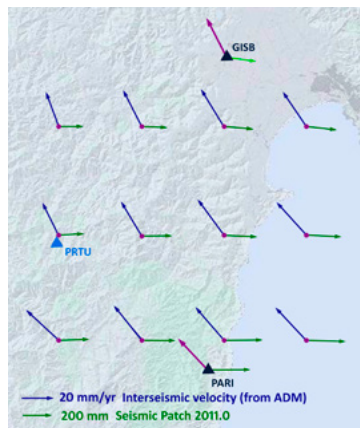 GISB
PRTU
PARI
20 mm/yr Interseismic velocity (from ADM)
200 mm Seismic Patch 2011.0